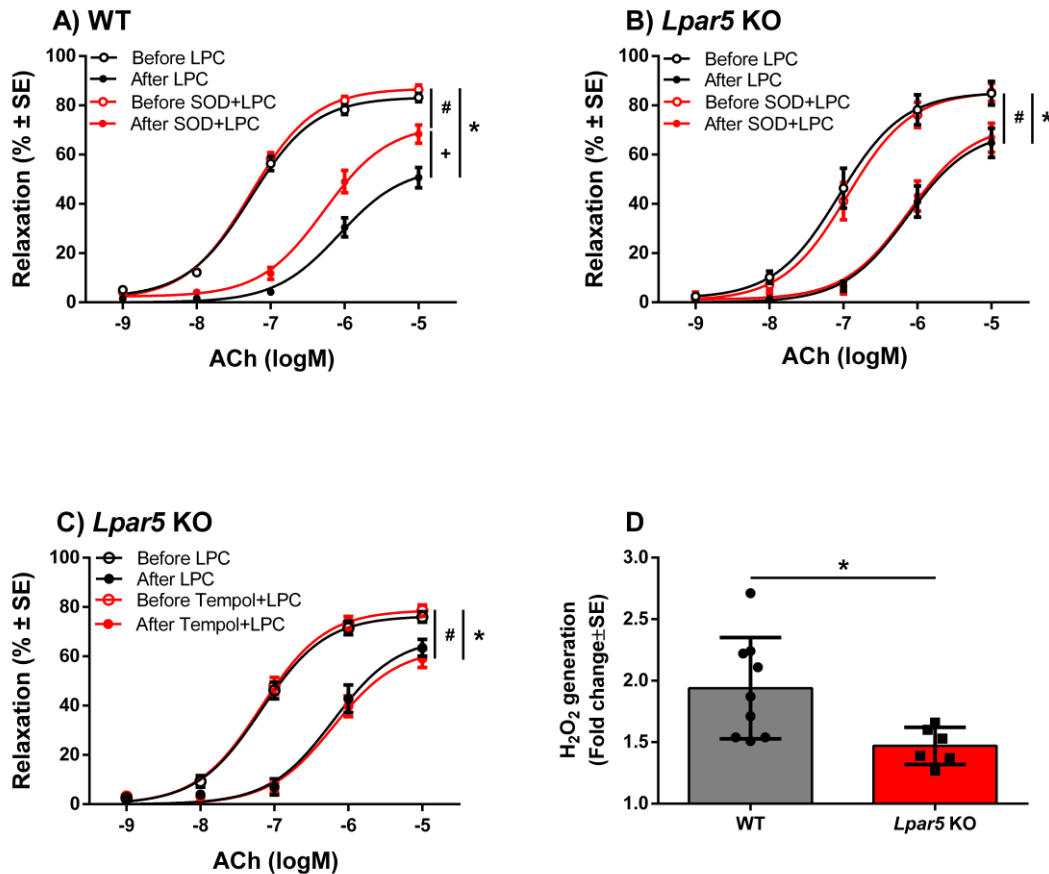 A) WT
Before LPC
After LPC
Before SOD+LPC
After SOD+LPC
Relaxation (% ± SE)
100
80
60
40
20
0
#
*
+
-9 -8 -7 -6 -5
ACh (logM)
B) Lpar5 KO
Before LPC
After LPC
Before SOD+LPC
After SOD+LPC
Relaxation (% ± SE)
100
80
60
40
20
0
# *
-9 -8 -7 -6 -5
ACh (logM)
C) Lpar5 KO
Before LPC
After LPC
Before Tempol+LPC
After Tempol+LPC
Relaxation (% ± SE)
100
80
60
40
20
0
# *
-9 -8 -7 -6 -5
ACh (logM)
D
H₂O₂ generation
(Fold change±SE)
3.0
2.5
2.0
1.5
1.0
*
WT Lpar5 KO